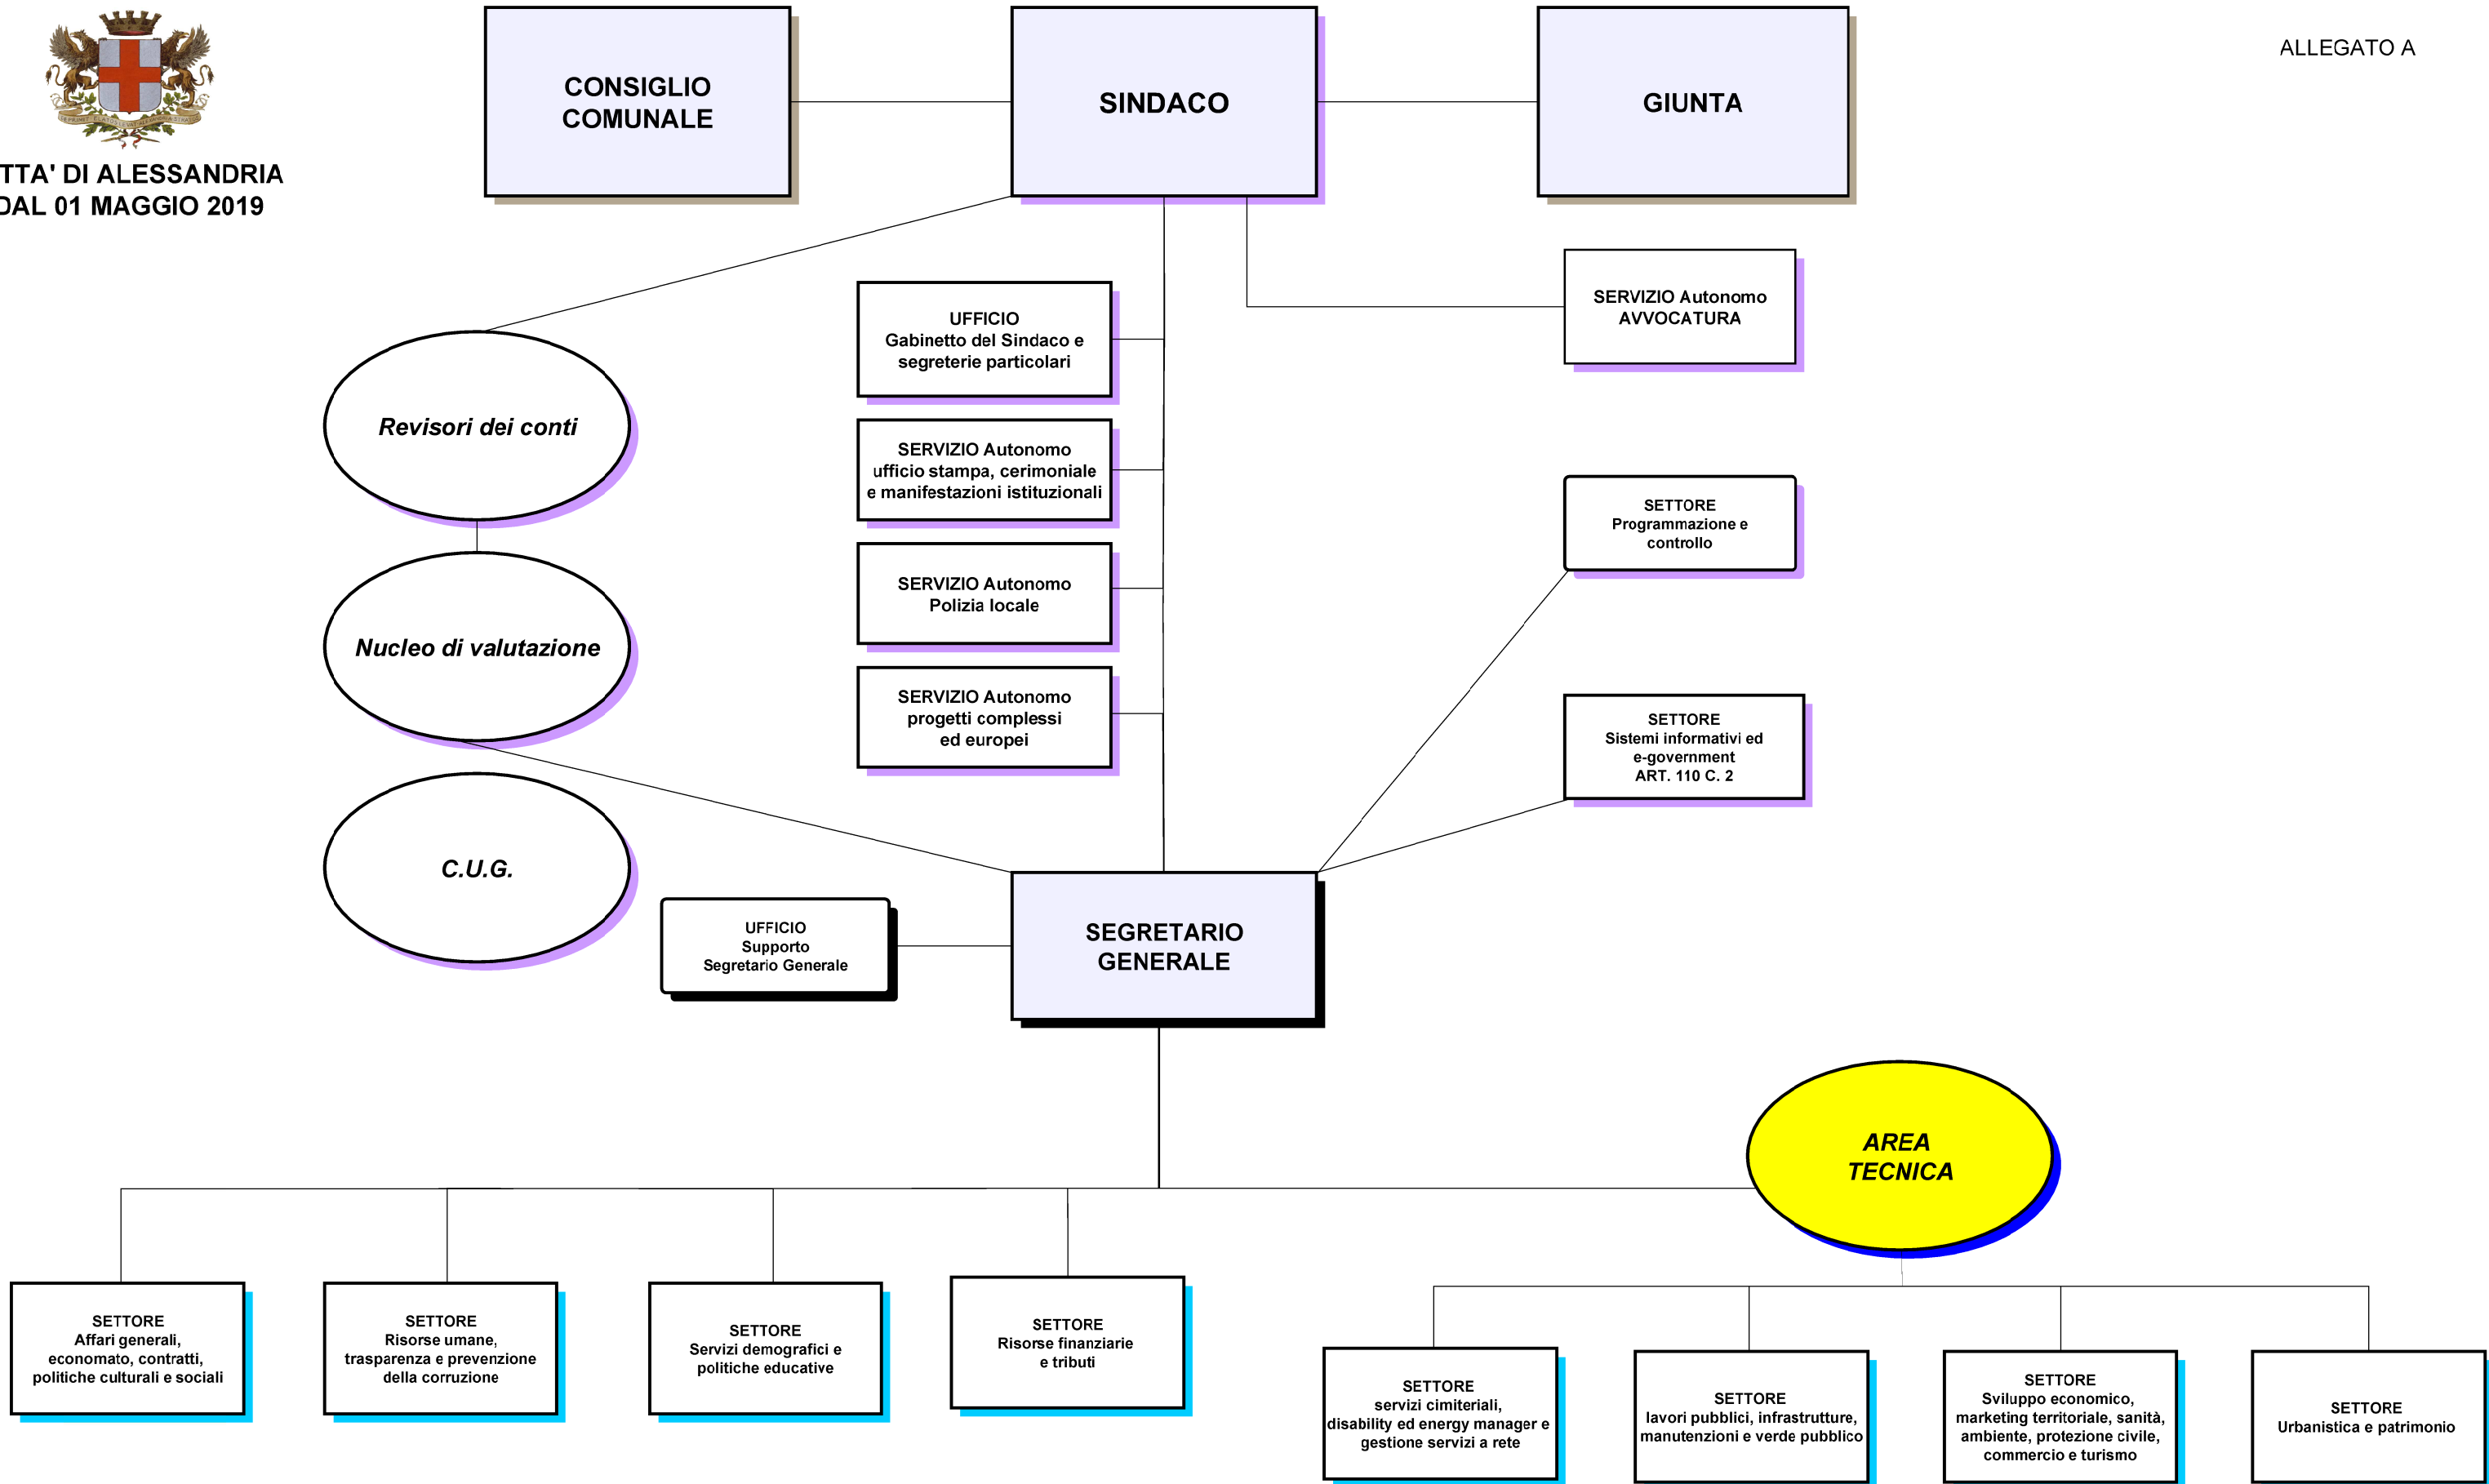 ALLEGATO A
TTA' DI ALESSANDRIA
DAL 01 MAGGIO 2019
CONSIGLIO
COMUNALE
SINDACO
GIUNTA
SERVIZIO Autonomo
AVVOCATURA
UFFICIO
Gabinetto del Sindaco e
segreterie particolari
Revisori dei conti
SERVIZIO Autonomo
ufficio stampa, cerimoniale
e manifestazioni istituzionali
SETTORE
Programmazione e
controllo
SERVIZIO Autonomo
Polizia locale
Nucleo di valutazione
SERVIZIO Autonomo
progetti complessi
ed europei
SETTORE
Sistemi informativi ed
e-government
ART. 110 C. 2
C.U.G.
UFFICIO
Supporto
Segretario Generale
SEGRETARIO
GENERALE
AREA
TECNICA
SETTORE
Affari generali,
economato, contratti,
politiche culturali e sociali
SETTORE
Risorse umane,
trasparenza e prevenzione
della corruzione
SETTORE
Servizi demografici e
politiche educative
SETTORE
Risorse finanziarie
e tributi
SETTORE
servizi cimiteriali,
disability ed energy manager e
gestione servizi a rete
SETTORE
lavori pubblici, infrastrutture,
manutenzioni e verde pubblico
SETTORE
Sviluppo economico,
marketing territoriale, sanità,
ambiente, protezione civile,
commercio e turismo
SETTORE
Urbanistica e patrimonio